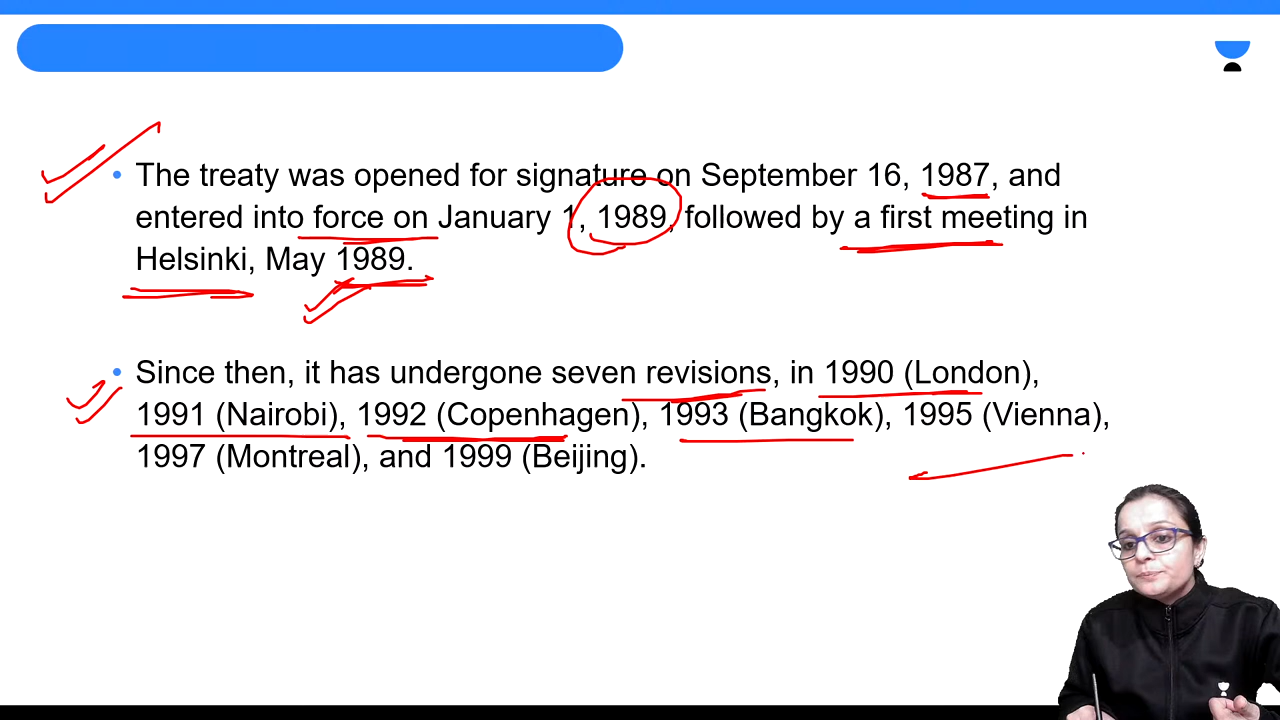 • The treaty was opened for signature on September 16, 1987, and
entered into force on January 1, 1989, followed by a first meeting in
Helsinki, May 1989.
• Since then, it has undergone seven revisions, in 1990 (London),
1991 (Nairobi), 1992 (Copenhagen), 1993 (Bangkok), 1995 (Vienna),
1997 (Montreal), and 1999 (Beijing).